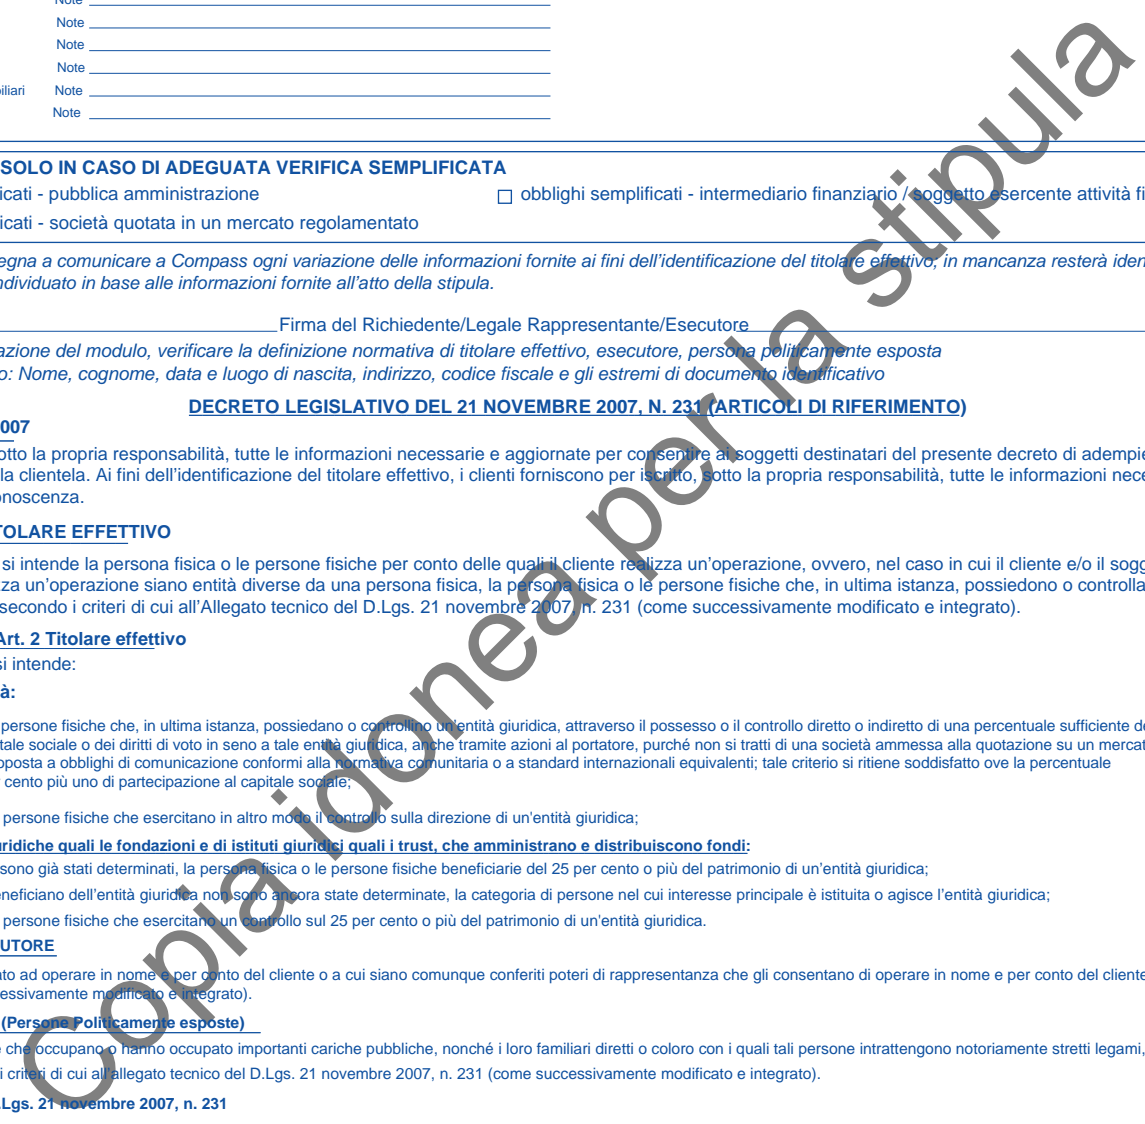 Note
Note
Note
Note
iliari Note
Note
SOLO IN CASO DI ADEGUATA VERIFICA SEMPLIFICATA
icati - pubblica amministrazione □ obblighi semplificati - intermediario finanziario / soggetto esercente attività fi
icati - società quotata in un mercato regolamentato
egna a comunicare a Compass ogni variazione delle informazioni fornite ai fini dell'identificazione del titolare effettivo; in mancanza resterà iden
ndividuato in base alle informazioni fornite all'atto della stipula.
Firma del Richiedente/Legale Rappresentante/Esecutore
azione del modulo, verificare la definizione normativa di titolare effettivo, esecutore, persona politicamente esposta
o: Nome, cognome, data e luogo di nascita, indirizzo, codice fiscale e gli estremi di documento identificativo
DECRETO LEGISLATIVO DEL 21 NOVEMBRE 2007, N. 231 (ARTICOLI DI RIFERIMENTO)
007
otto la propria responsabilità, tutte le informazioni necessarie e aggiornate per consentire ai soggetti destinatari del presente decreto di adempie
la clientela. Ai fini dell'identificazione del titolare effettivo, i clienti forniscono per iscritto, sotto la propria responsabilità, tutte le informazioni nece
onoscenza.
TOLARE EFFETTIVO
si intende la persona fisica o le persone fisiche per conto delle quali il cliente realizza un'operazione, ovvero, nel caso in cui il cliente e/o il sogg
zza un'operazione siano entità diverse da una persona fisica, la persona fisica o le persone fisiche che, in ultima istanza, possiedono o controlla
secondo i criteri di cui all'Allegato tecnico del D.Lgs. 21 novembre 2007, n. 231 (come successivamente modificato e integrato).
Art. 2 Titolare effettivo
si intende:
à:
persone fisiche che, in ultima istanza, possiedano o controllino un'entità giuridica, attraverso il possesso o il controllo diretto o indiretto di una percentuale sufficiente de
tale sociale o dei diritti di voto in seno a tale entità giuridica, anche tramite azioni al portatore, purché non si tratti di una società ammessa alla quotazione su un mercat
oposta a obblighi di comunicazione conformi alla normativa comunitaria o a standard internazionali equivalenti; tale criterio si ritiene soddisfatto ove la percentuale
r cento più uno di partecipazione al capitale sociale;
persone fisiche che esercitano in altro modo il controllo sulla direzione di un'entità giuridica;
uridiche quali le fondazioni e di istituti giuridici quali i trust, che amministrano e distribuiscono fondi:
sono già stati determinati, la persona fisica o le persone fisiche beneficiarie del 25 per cento o più del patrimonio di un'entità giuridica;
eneficiano dell'entità giuridica non sono ancora state determinate, la categoria di persone nel cui interesse principale è istituita o agisce l'entità giuridica;
persone fisiche che esercitano un controllo sul 25 per cento o più del patrimonio di un'entità giuridica.
UTORE
ato ad operare in nome e per conto del cliente o a cui siano comunque conferiti poteri di rappresentanza che gli consentano di operare in nome e per conto del cliente
essivamente modificato e integrato).
(Persone Politicamente esposte)
e che occupano o hanno occupato importanti cariche pubbliche, nonché i loro familiari diretti o coloro con i quali tali persone intrattengono notoriamente stretti legami,
i criteri di cui all'allegato tecnico del D.Lgs. 21 novembre 2007, n. 231 (come successivamente modificato e integrato).
.Lgs. 21 novembre 2007, n. 231
Copia idonea per la stipula